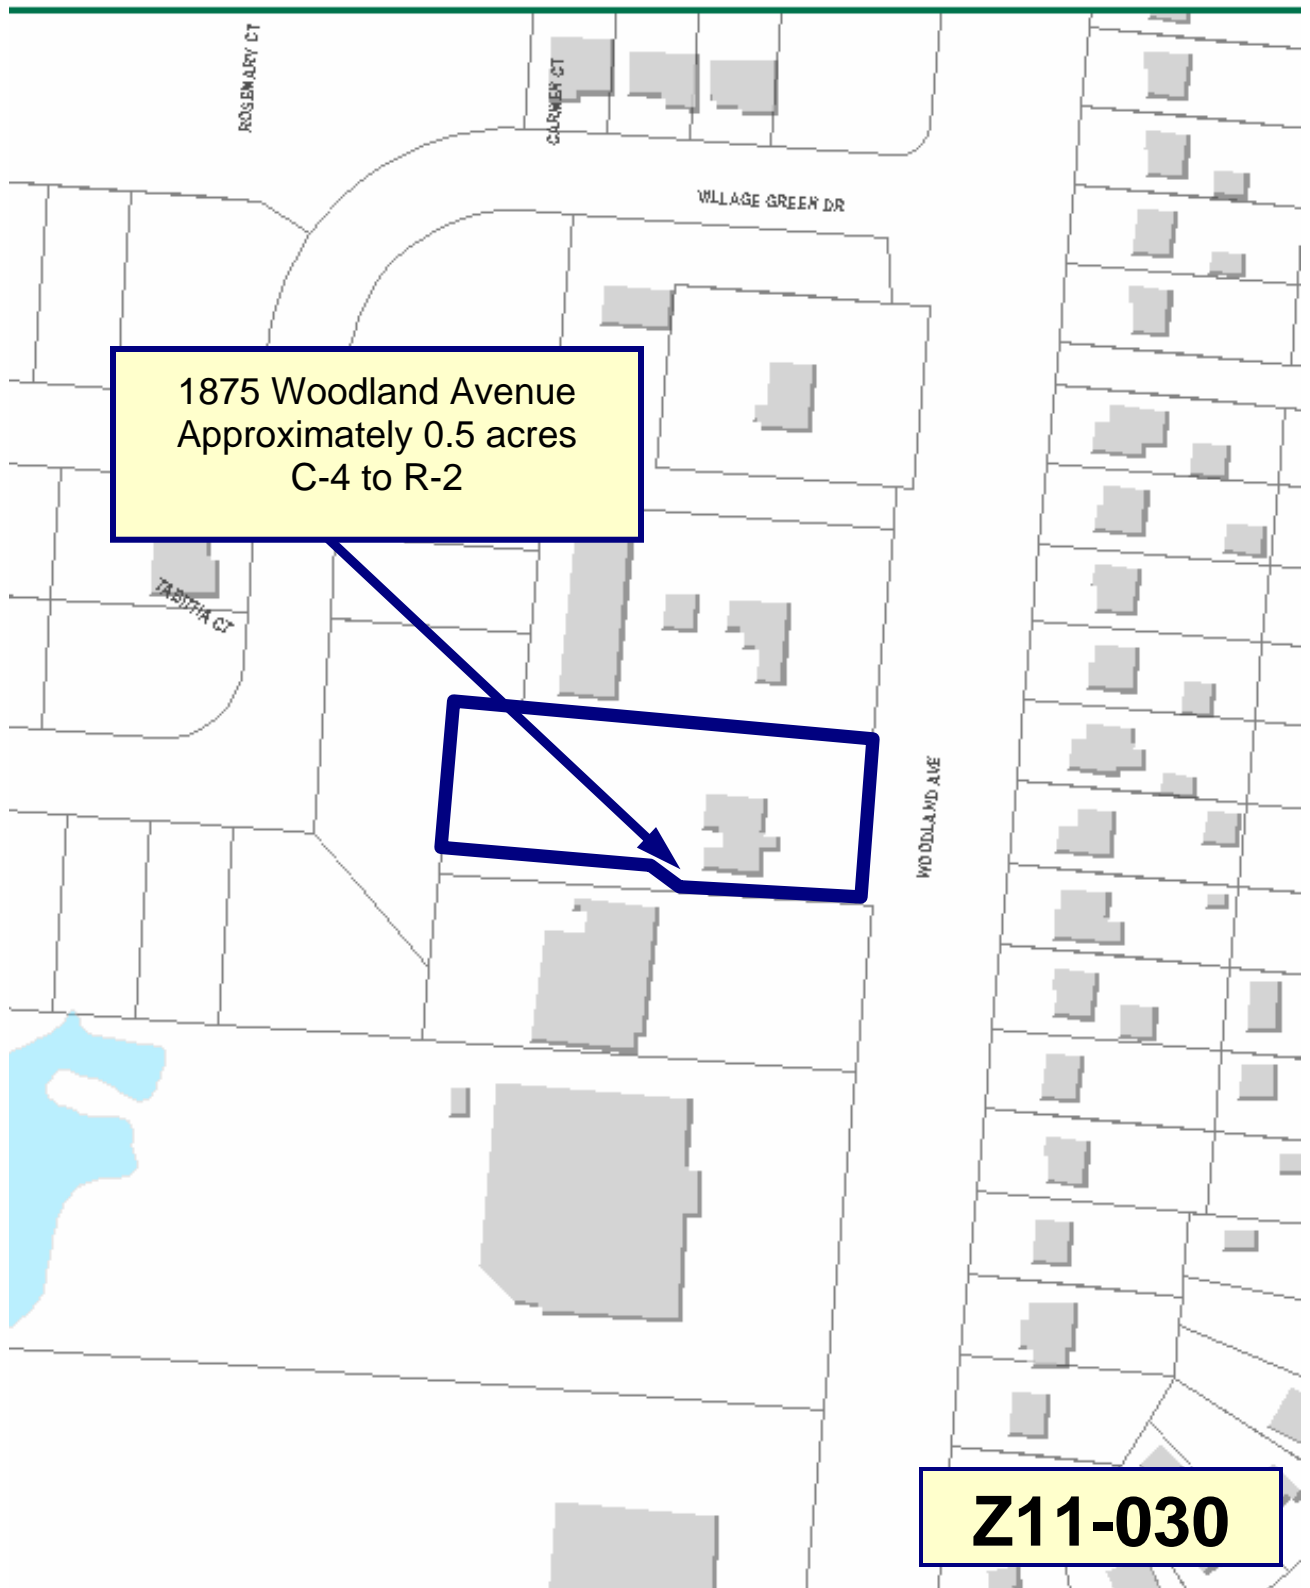 ROSEMARY CT
CARMEN CT
VILLAGE GREEN DR
1875 Woodland Avenue
Approximately 0.5 acres
C-4 to R-2
TABITHA CT
WOODLAND AVE
Z11-030